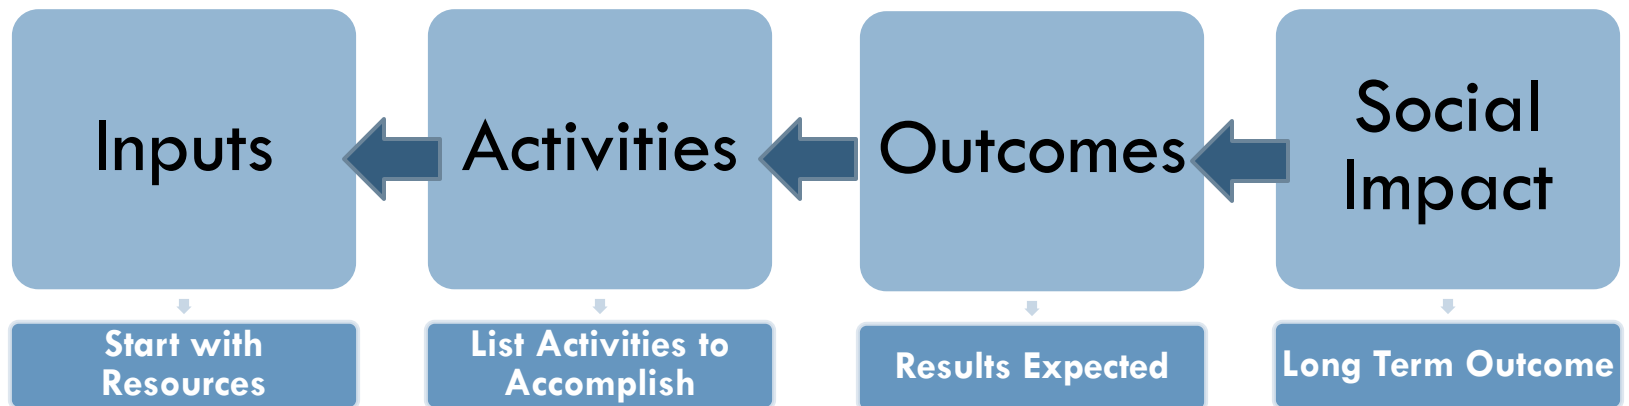 Inputs
Activities
Outcomes
Social
Impact
Start with
Resources
List Activities to
Accomplish
Results Expected
Long Term Outcome